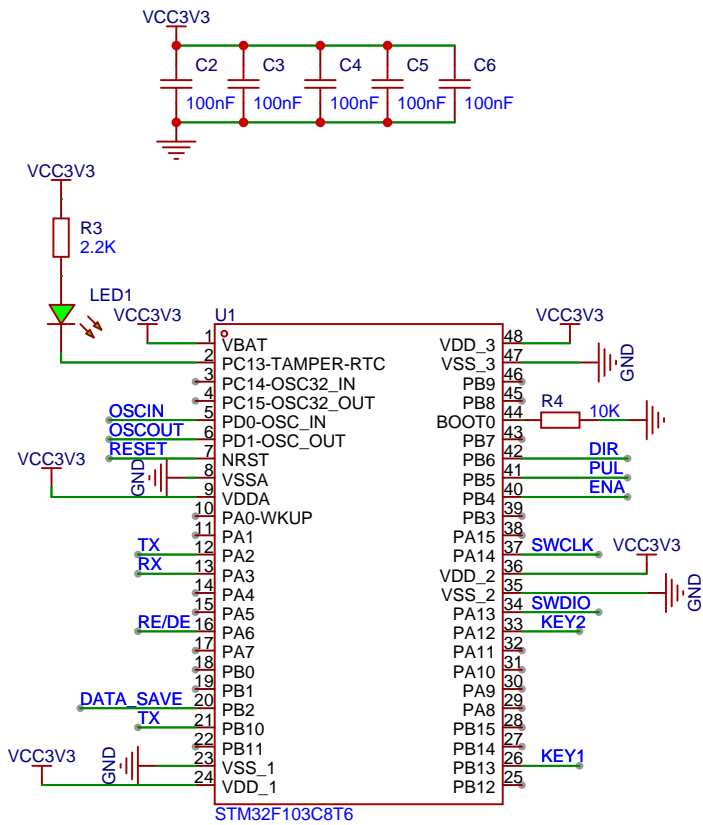 VCC3V3
C2 C3 C4 C5 C6
100nF 100nF 100nF 100nF 100nF
VCC3V3
R3
2.2K
LED1
VCC3V3 U1 VCC3V3
1 VBAT VDD_3 48
2 PC13-TAMPER-RTC VSS_3 47 GND
3 PC14-OSC32_IN PB9 46
4 PC15-OSC32_OUT PB8 45 R4
OSCIN 5 PD0-OSC_IN BOOT0 44 10K
OSCOUT 6 PD1-OSC_OUT PB7 43
RESET 7 NRST PB6 42 DIR
VCC3V3 GND 8 VSSA PB5 41 PUL
9 VDDA PB4 40 ENA
10 PA0-WKUP PB3 39
11 PA1 PA15 38
TX 12 PA2 PA14 37 SWCLK VCC3V3
RX 13 PA3 VDD_2 36
14 PA4 VSS_2 35 GND
15 PA5 PA13 34 SWDIO
RE/DE 16 PA6 PA12 33 KEY2
17 PA7 PA11 32
18 PB0 PA10 31
19 PB1 PA9 30
DATA_SAVE 20 PB2 PA8 29
TX 21 PB10 PB15 28
22 PB11 PB14 27
VCC3V3 GND 23 VSS_1 PB13 26 KEY1
24 VDD_1 PB12 25
STM32F103C8T6